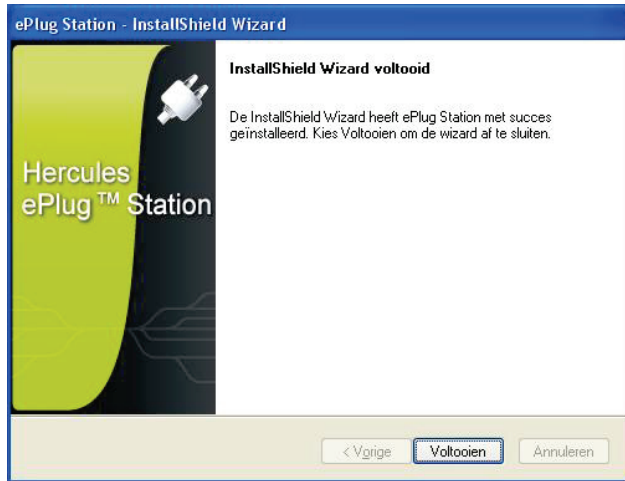 ePlug Station - InstallShield Wizard
InstallShield Wizard voltooid
De InstallShield Wizard heeft ePlug Station met succes
geïnstalleerd. Kies Voltooien om de wizard af te sluiten.
Hercules
ePlug™ Station
< Vorige
Voltooien
Annuleren